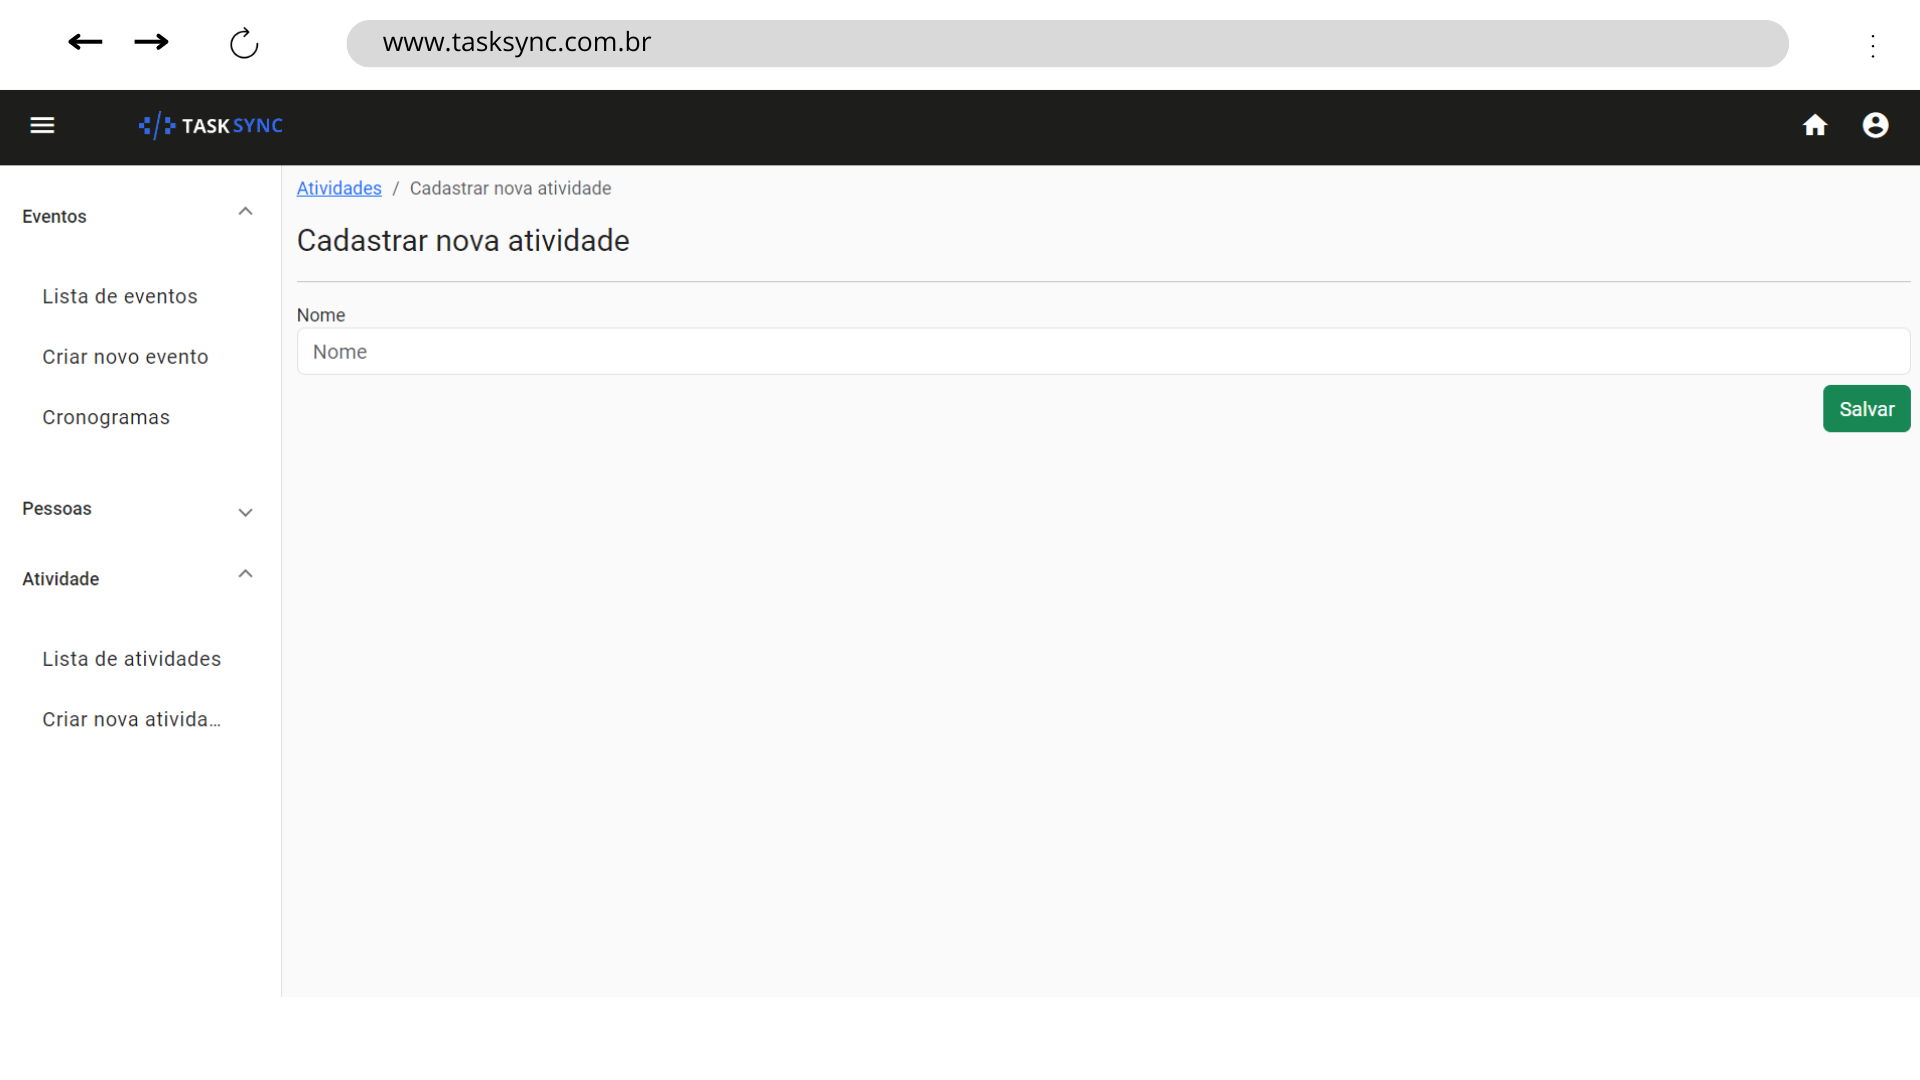 www.tasksync.com.br
TASK SYNC
Atividades / Cadastrar nova atividade
Cadastrar nova atividade
Nome
Nome
Salvar
Eventos
Lista de eventos
Criar novo evento
Cronogramas
Pessoas
Atividade
Lista de atividades
Criar nova ativida...